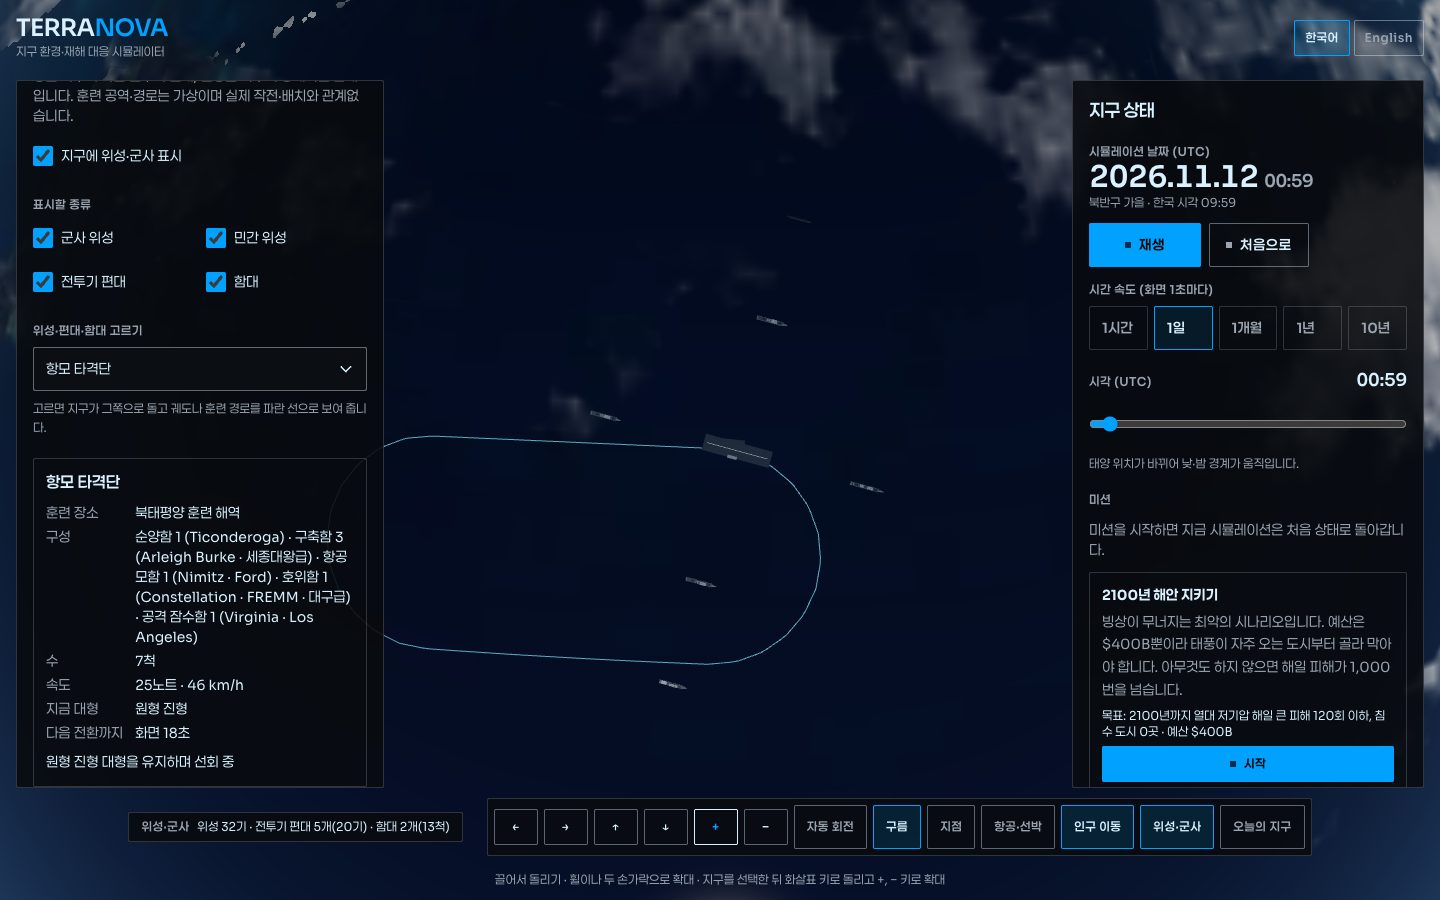 TERRANOVA
지구 환경·재해 대응 시뮬레이터
한국어
English
입니다. 훈련 공역·경로는 가상이며 실제 작전·배치와 관계없
습니다.
지구에 위성·군사 표시
표시할 종류
군사 위성
민간 위성
전투기 편대
함대
위성·편대·함대 고르기
항모 타격단
고르면 지구가 그쪽으로 돌고 궤도나 훈련 경로를 파란 선으로 보여 줍니
다.
항모 타격단
훈련 장소 북태평양 훈련 해역
구성 순양함 1 (Ticonderoga) · 구축함 3
(Arleigh Burke · 세종대왕급) · 항공
모함 1 (Nimitz · Ford) · 호위함 1
(Constellation · FREMM · 대구급)
· 공격 잠수함 1 (Virginia · Los
Angeles)
수 7척
속도 25노트 · 46 km/h
지금 대형 원형 진형
다음 전환까지 화면 18초
원형 진형 대형을 유지하며 선회 중
지구 상태
시뮬레이션 날짜 (UTC)
2026.11.12 00:59
북반구 가을 · 한국 시각 09:59
재생
처음으로
시간 속도 (화면 1초마다)
1시간
1일
1개월
1년
10년
시각 (UTC) 00:59
태양 위치가 바뀌어 낮·밤 경계가 움직입니다.
미션
미션을 시작하면 지금 시뮬레이션은 처음 상태로 돌아갑니
다.
2100년 해안 지키기
빙상이 무너지는 최악의 시나리오입니다. 예산은
$400B뿐이라 태풍이 자주 오는 도시부터 골라 막아
야 합니다. 아무것도 하지 않으면 해일 피해가 1,000
번을 넘습니다.
목표: 2100년까지 열대 저기압 해일 큰 피해 120회 이하, 침
수 도시 0곳 · 예산 $400B
시작
위성·군사 위성 32기 · 전투기 편대 5개(20기) · 함대 2개(13척)
←
→
↑
↓
+
−
자동 회전
구름
지점
항공·선박
인구 이동
위성·군사
오늘의 지구
끌어서 돌리기 · 휠이나 두 손가락으로 확대 · 지구를 선택한 뒤 화살표 키로 돌리고 +, − 키로 확대